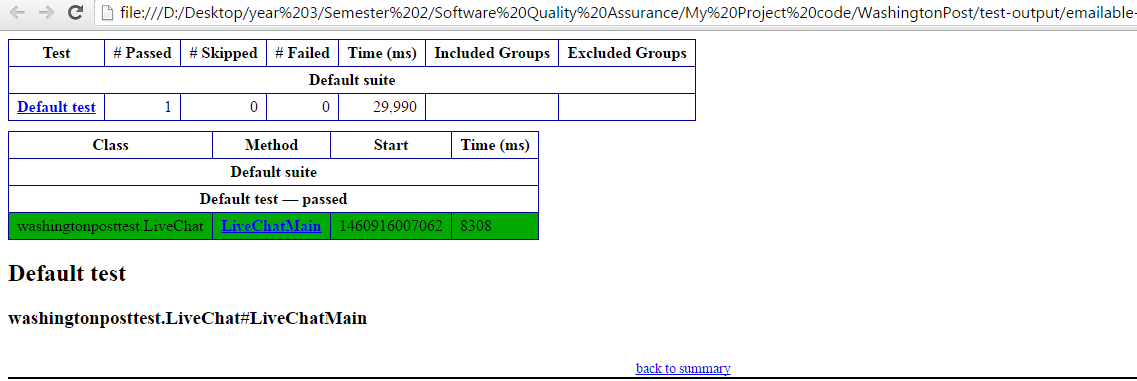 file:///D:/Desktop/year%203/Semester%202/Software%20Quality%20Assurance/My%20Project%20code/WashingtonPost/test-output/emailable-
Test # Passed # Skipped # Failed Time (ms) Included Groups Excluded Groups
Default suite
Default test 1 0 0 29,990
Class Method Start Time (ms)
Default suite
Default test — passed
washingtonposttest.LiveChat LiveChatMain 1460916007062 8308
Default test
washingtonposttest.LiveChat#LiveChatMain
back to summary